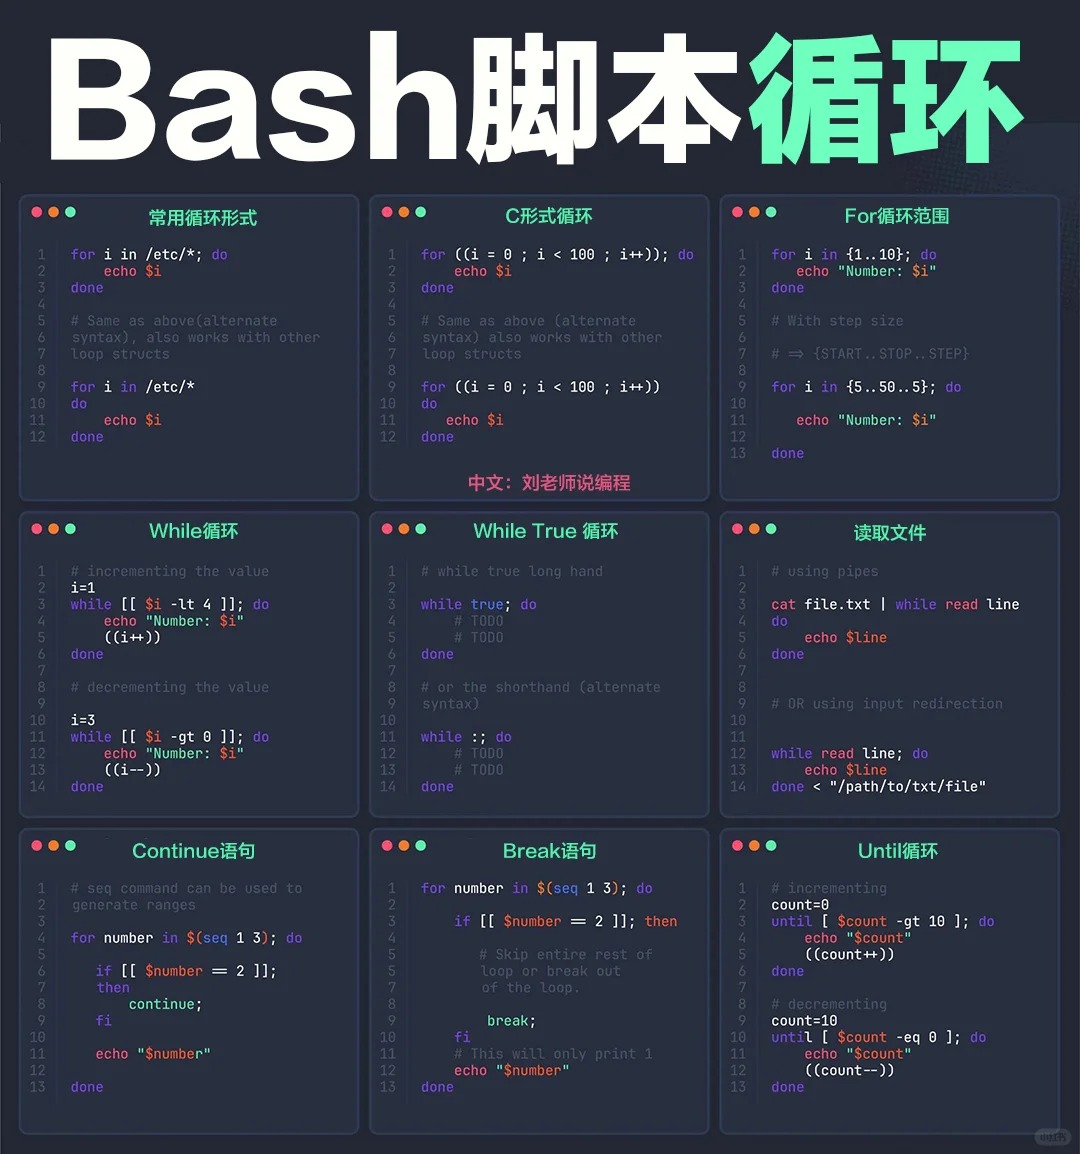 Bash脚本循环
常用循环形式
1 for i in /etc/*; do
2 echo $i
3 done
4
5 # Same as above(alternate
6 syntax), also works with other
7 loop structs
8
9 for i in /etc/*
10 do
11 echo $i
12 done
C形式循环
1 for ((i = 0 ; i < 100 ; i++)); do
2 echo $i
3 done
4
5 # Same as above (alternate
6 syntax) also works with other
7 loop structs
8
9 for ((i = 0 ; i < 100 ; i++))
10 do
11 echo $i
12 done
中文：刘老师说编程
For循环范围
1 for i in {1..10}; do
2 echo "Number: $i"
3 done
4
5 # With step size
6
7 # => {START..STOP..STEP}
8
9 for i in {5..50..5}; do
10
11 echo "Number: $i"
12
13 done
While循环
1 # incrementing the value
2 i=1
3 while [[ $i -lt 4 ]]; do
4 echo "Number: $i"
5 ((i++))
6 done
7
8 # decrementing the value
9
10 i=3
11 while [[ $i -gt 0 ]]; do
12 echo "Number: $i"
13 ((i--))
14 done
While True 循环
1 # while true long hand
2
3 while true; do
4 # TODO
5 # TODO
6 done
7
8 # or the shorthand (alternate
9 syntax)
10
11 while :; do
12 # TODO
13 # TODO
14 done
读取文件
1 # using pipes
2
3 cat file.txt | while read line
4 do
5 echo $line
6 done
7
8
9 # OR using input redirection
10
11
12 while read line; do
13 echo $line
14 done < "/path/to/txt/file"
Continue语句
1 # seq command can be used to
2 generate ranges
3
4 for number in $(seq 1 3); do
5
6 if [[ $number == 2 ]];
7 then
8 continue;
9 fi
10
11 echo "$number"
12
13 done
Break语句
1 for number in $(seq 1 3); do
2
3 if [[ $number == 2 ]]; then
4
5 # Skip entire rest of
5 loop or break out
7 of the loop.
8
9 break;
10 fi
11 # This will only print 1
12 echo "$number"
13 done
Until循环
1 # incrementing
2 count=0
3 until [ $count -gt 10 ]; do
4 echo "$count"
5 ((count++))
6 done
7
8 # decrementing
9 count=10
10 until [ $count -eq 0 ]; do
11 echo "$count"
12 ((count--))
13 done